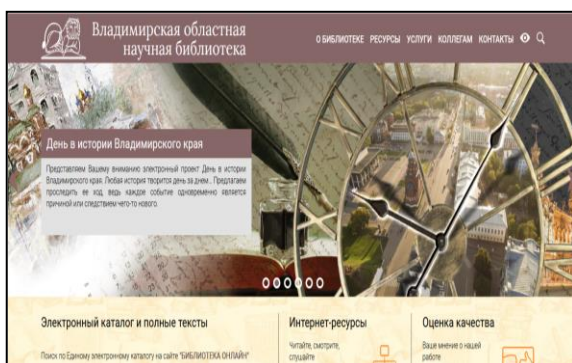 Владимирская областная
научная библиотека
О БИБЛИОТЕКЕ РЕСУРСЫ УСЛУГИ КОЛЛЕГАМ КОНТАКТЫ
День в истории Владимирского края
Представляем Вашему вниманию электронный проект День в истории
Владимирского края. Любая история творится день за днем.. Предлагаем
проследить ее ход, ведь каждое событие одновременно является
причиной или следствием чего-то нового.
Электронный каталог и полные тексты
Поиск по Единому электронному каталогу на сайте "БИБЛИОТЕКА ОНЛАЙН"
Интернет-ресурсы
Читайте, смотрите,
слушайте
Оценка качества
Ваше мнение о нашей
работе